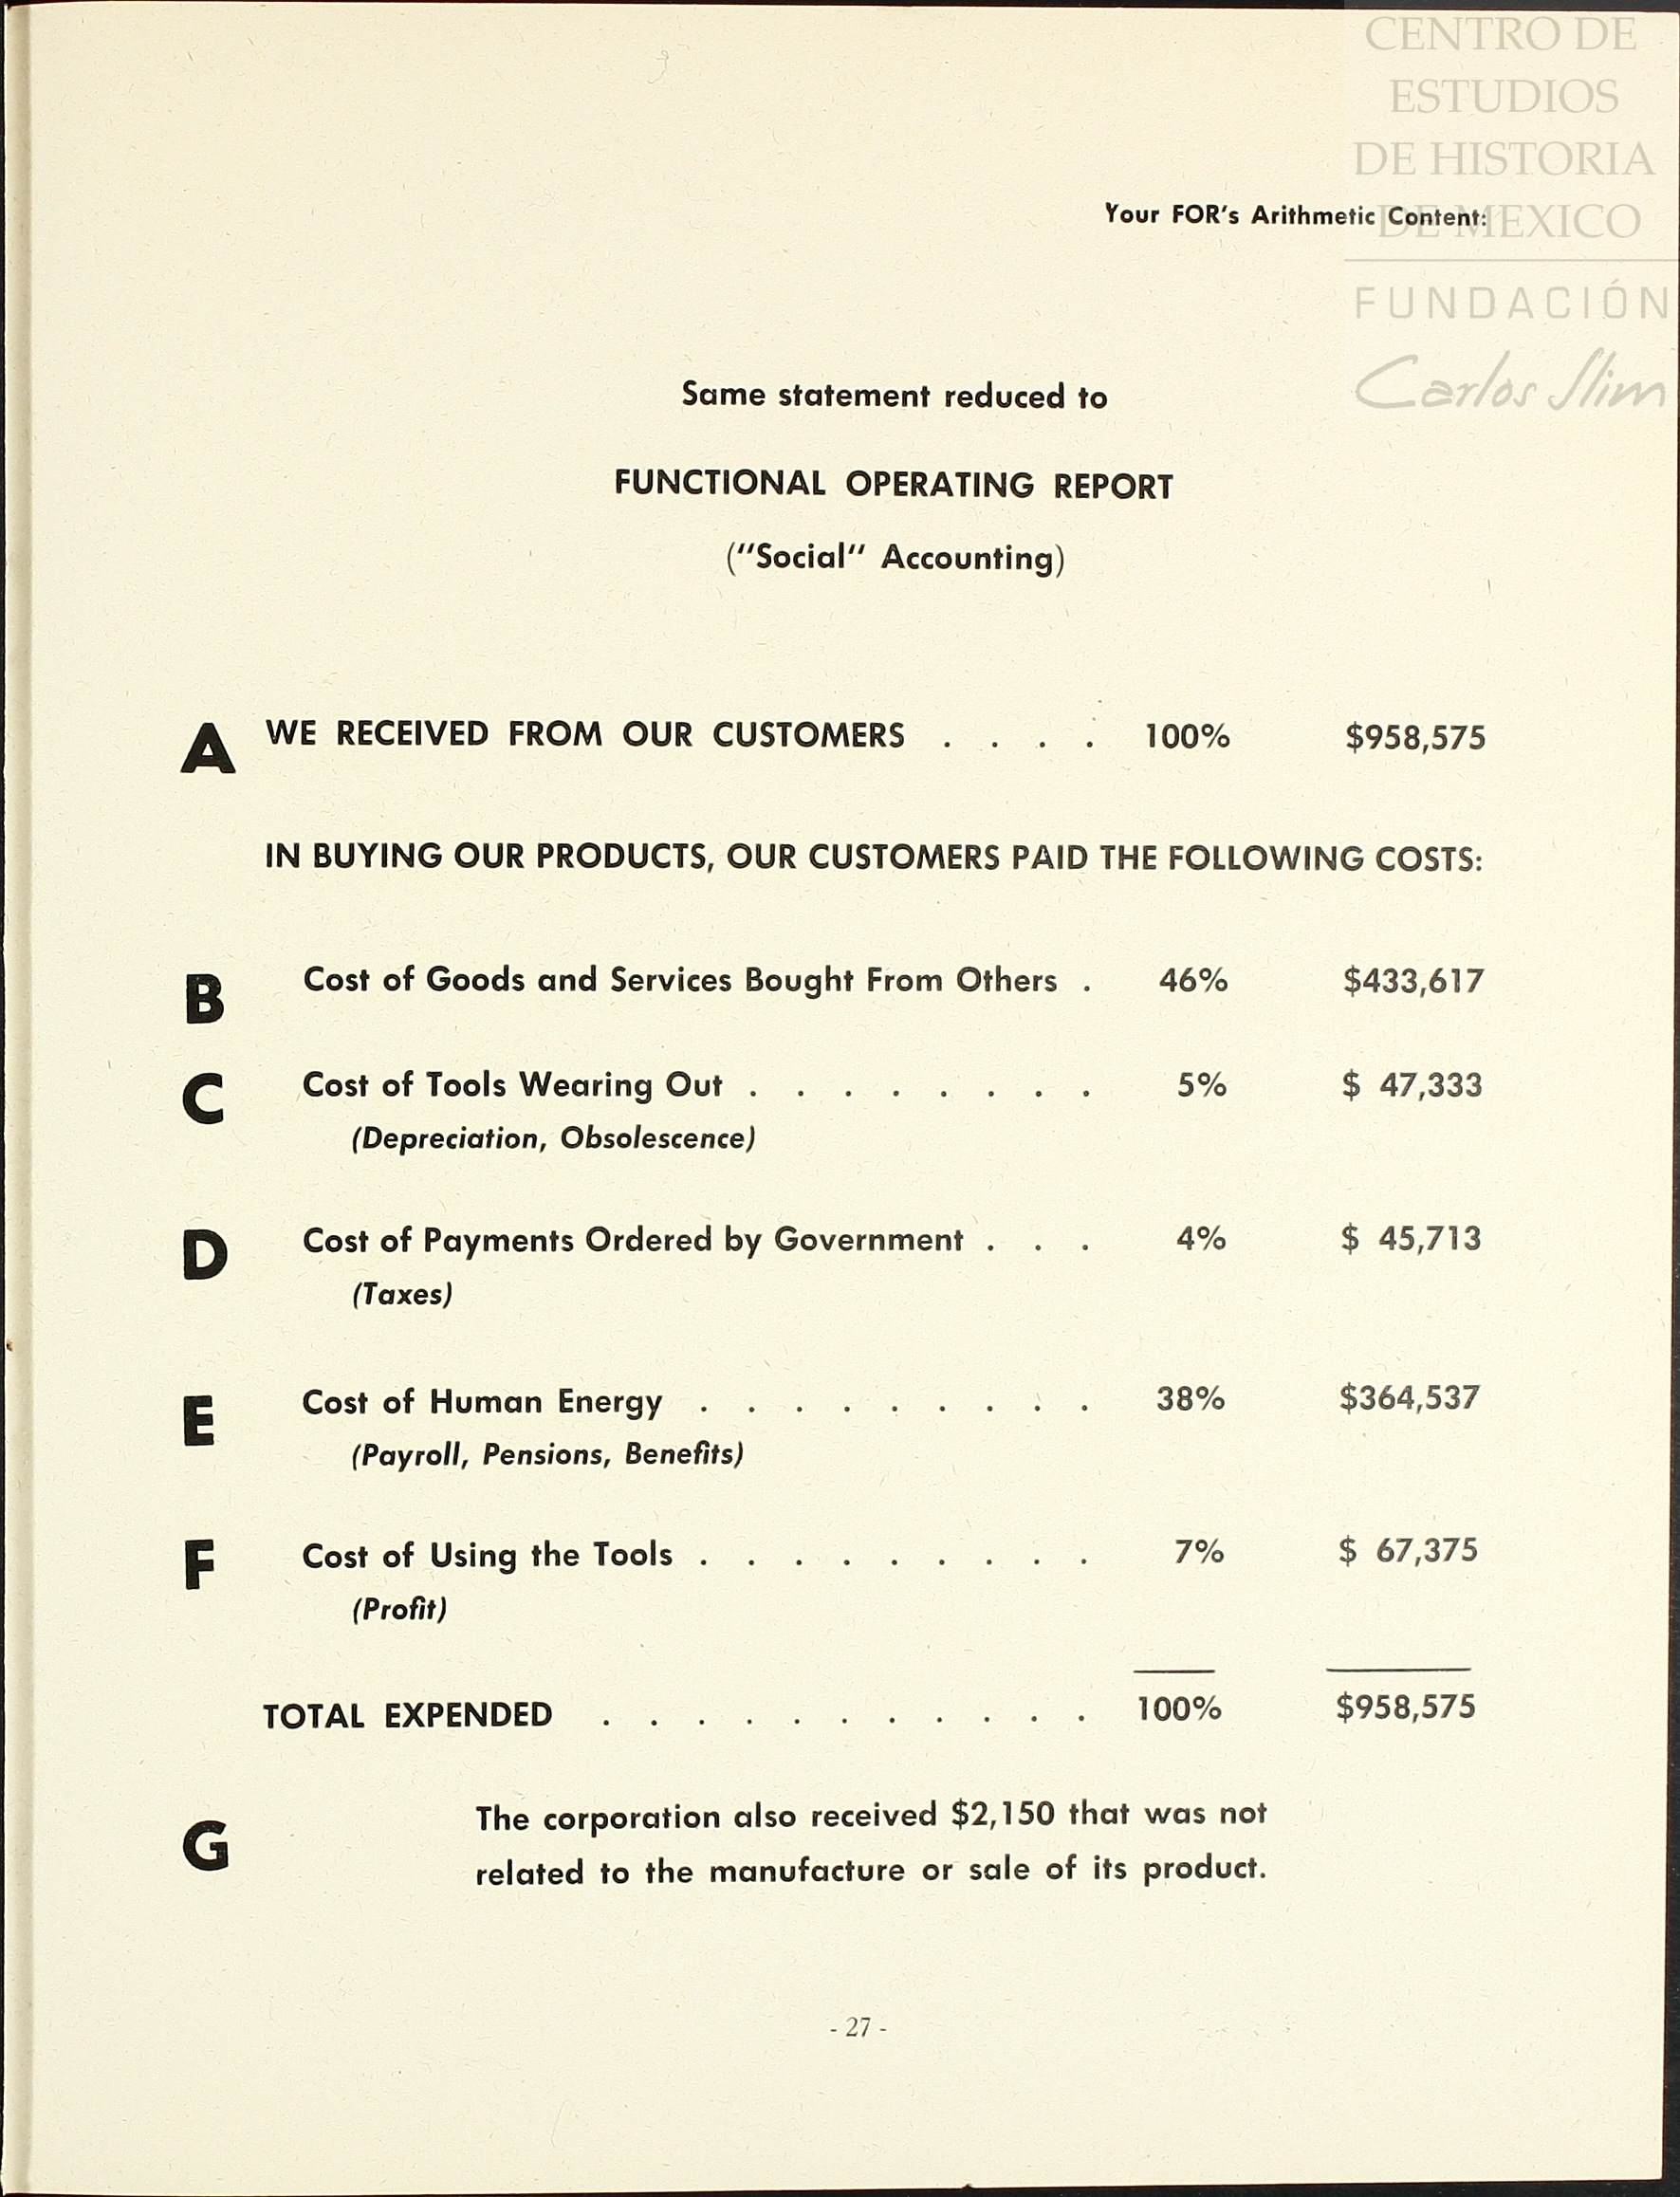 CENTRO DE
ESTUDIOS
DE HISTORIA
DE MEXICO
FUNDACIÓN
Carlos Slim
Your FOR's Arithmetic Content:
Same statement reduced to
FUNCTIONAL OPERATING REPORT
("Social" Accounting)
A WE RECEIVED FROM OUR CUSTOMERS . . . . 100% $958,575
IN BUYING OUR PRODUCTS, OUR CUSTOMERS PAID THE FOLLOWING COSTS:
B Cost of Goods and Services Bought From Others . 46% $433,617
C Cost of Tools Wearing Out . . . . . . . . 5% $ 47,333
(Depreciation, Obsolescence)
D Cost of Payments Ordered by Government . . . 4% $ 45,713
(Taxes)
E Cost of Human Energy . . . . . . . . . 38% $364,537
(Payroll, Pensions, Benefits)
F Cost of Using the Tools . . . . . . . . . 7% $ 67,375
(Profit)
TOTAL EXPENDED . . . . . . . . . . . 100% $958,575
G The corporation also received $2,150 that was not
related to the manufacture or sale of its product.
- 27 -